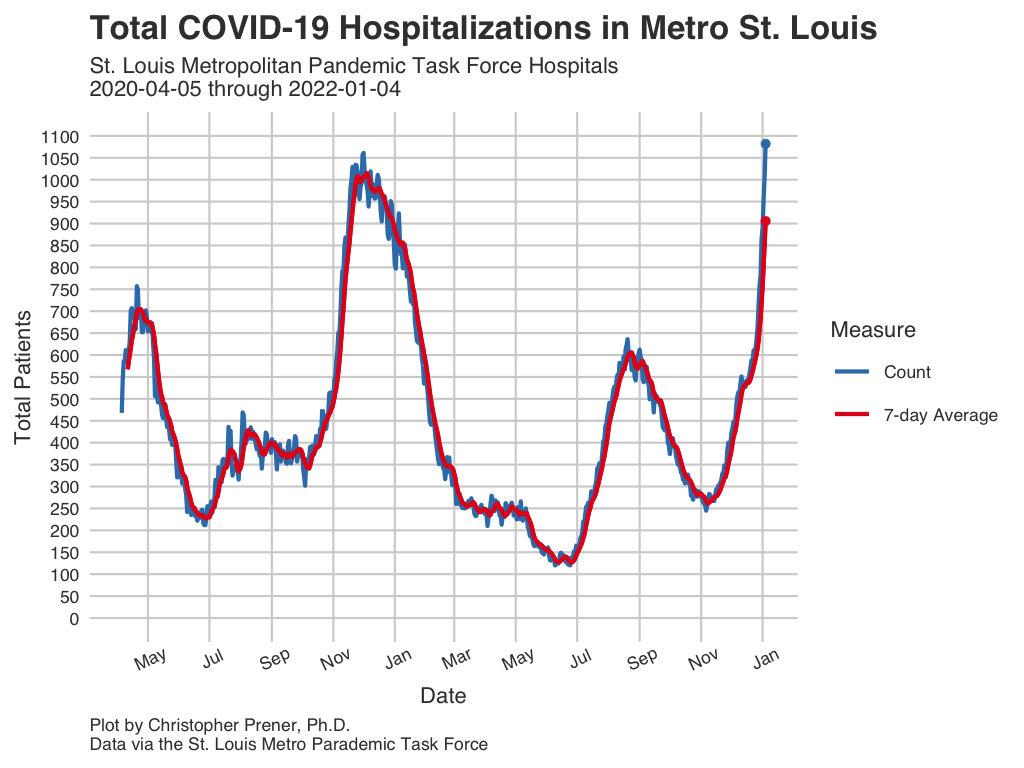 Total COVID-19 Hospitalizations in Metro St. Louis
St. Louis Metropolitan Pandemic Task Force Hospitals
2020-04-05 through 2022-01-04
1100
1050
1000
950
900
850
800
750
700
650
600
550
500
450
400
350
300
250
200
150
100
50
0
Total Patients
May Jul Sep Nov Jan Mar May Jul Sep Nov Jan
Date
Measure
Count
7-day Average
Plot by Christopher Prener, Ph.D.
Data via the St. Louis Metro Parademic Task Force